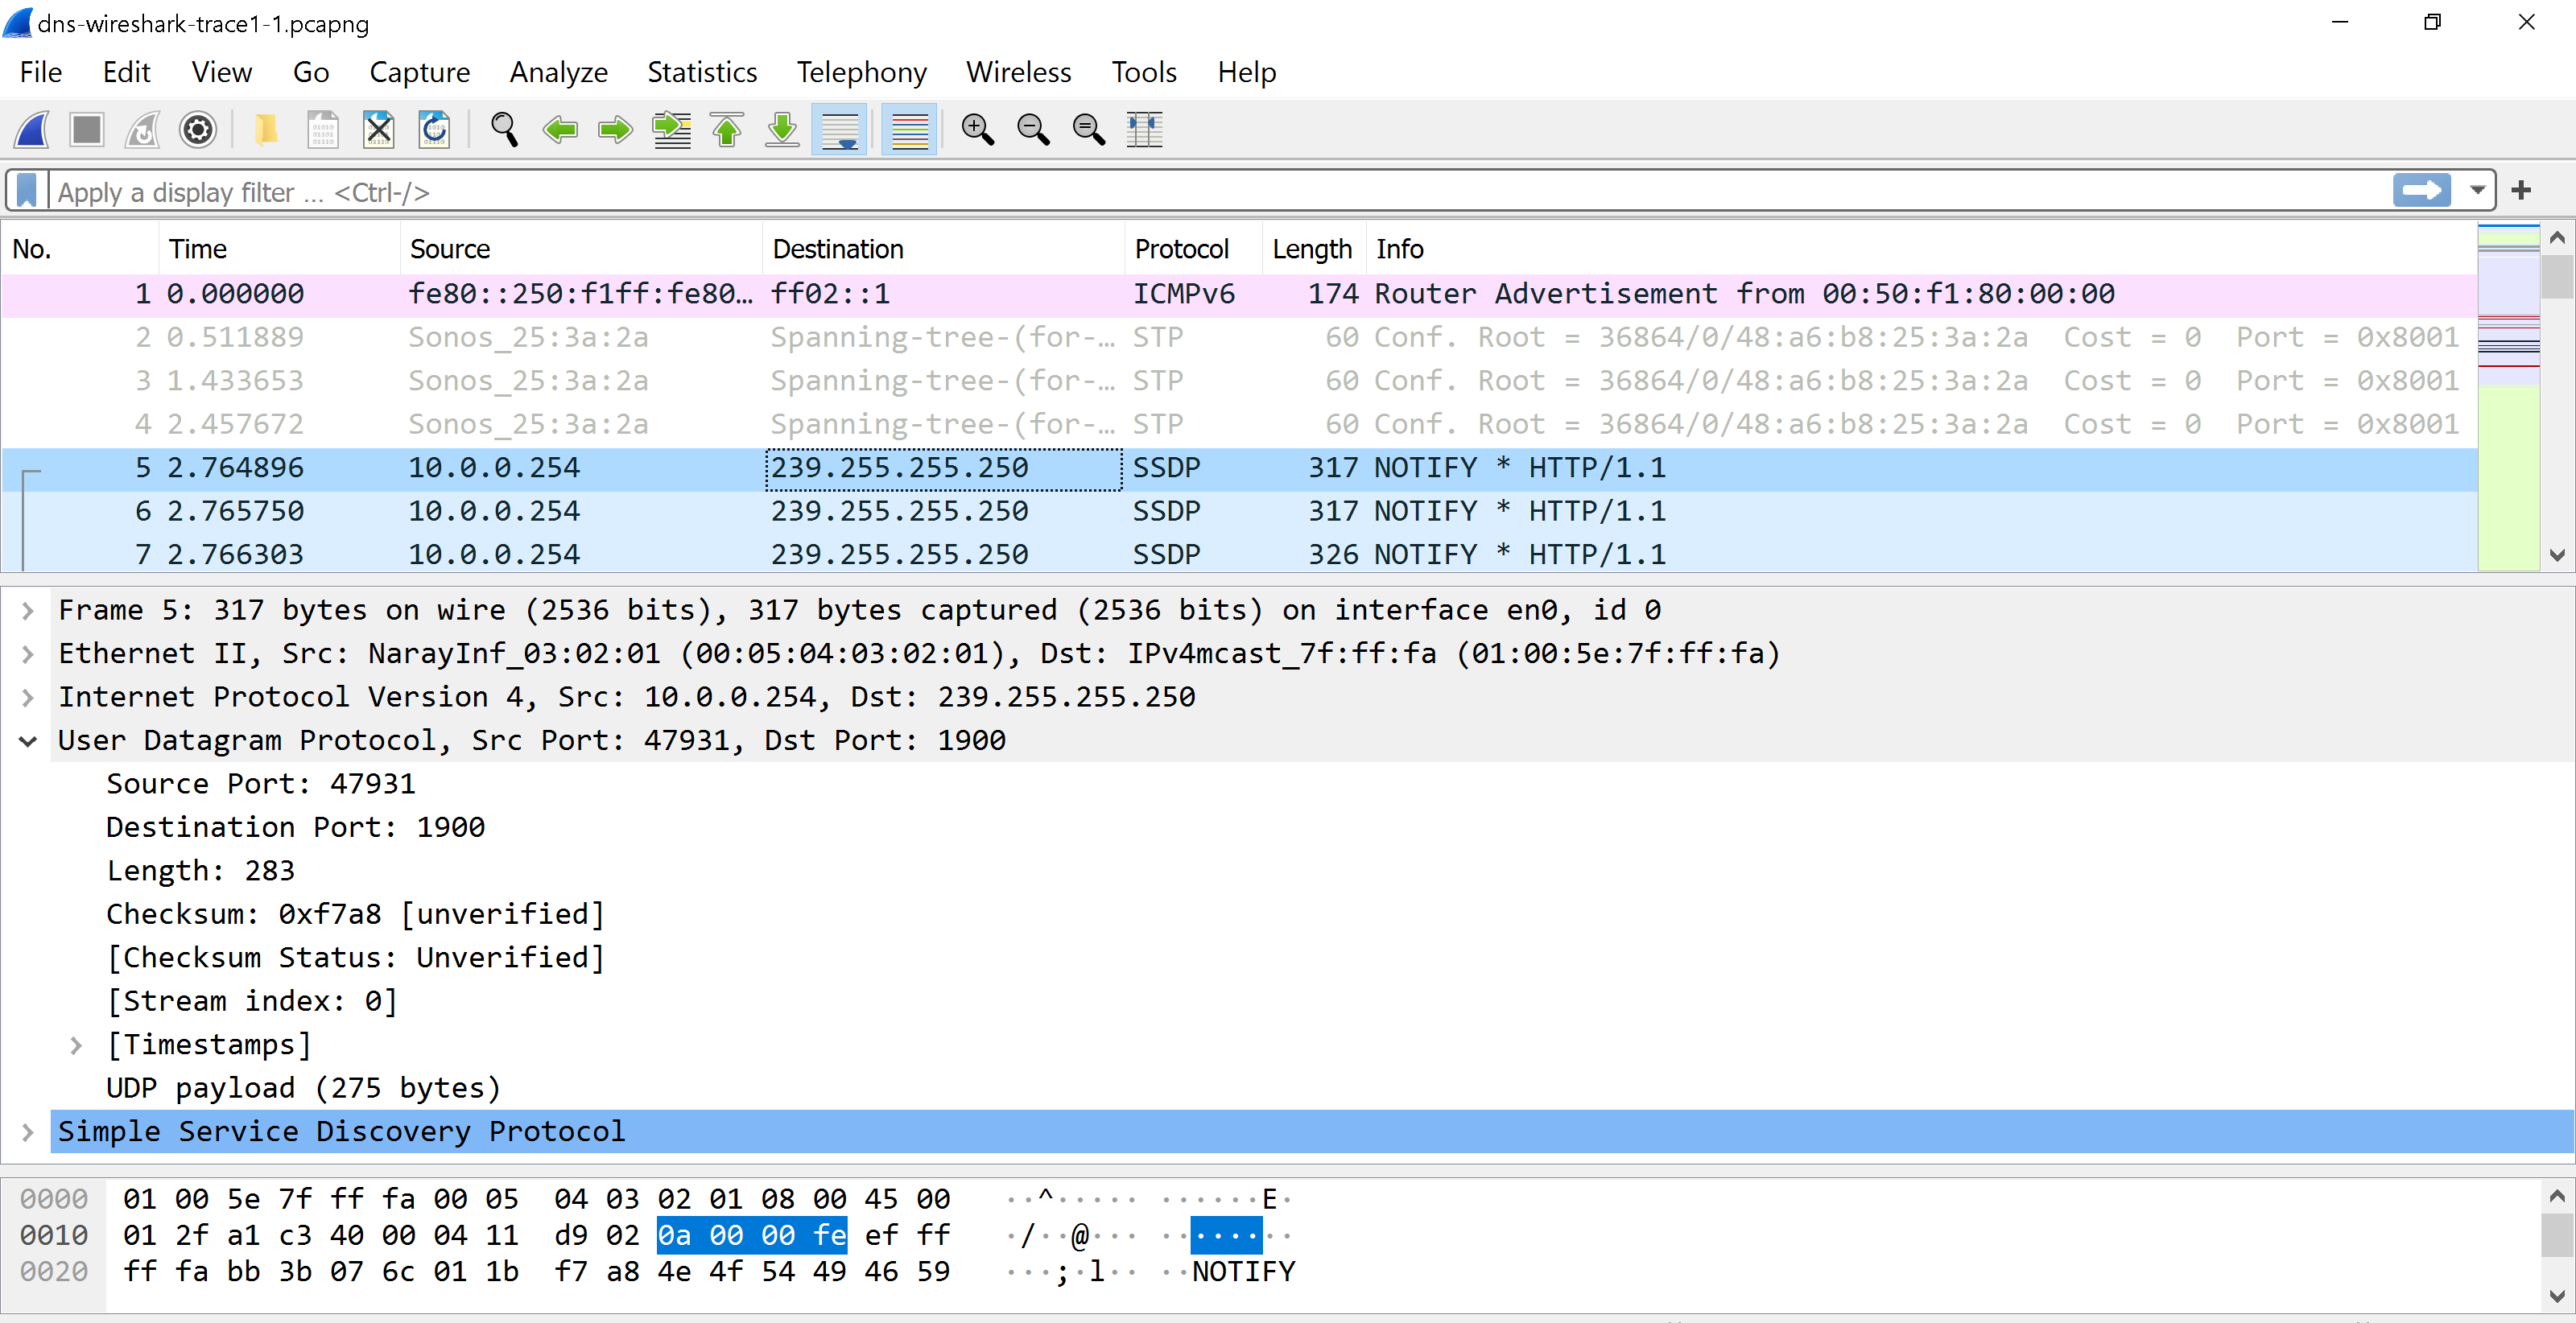 dns-wireshark-trace1-1.pcapng
File Edit View Go Capture Analyze Statistics Telephony Wireless Tools Help
Apply a display filter … <Ctrl-/>
No. Time Source Destination Protocol Length Info
1 0.000000 fe80::250:f1ff:fe80… ff02::1 ICMPv6 174 Router Advertisement from 00:50:f1:80:00:00
2 0.511889 Sonos_25:3a:2a Spanning-tree-(for-… STP 60 Conf. Root = 36864/0/48:a6:b8:25:3a:2a Cost = 0 Port = 0x8001
3 1.433653 Sonos_25:3a:2a Spanning-tree-(for-… STP 60 Conf. Root = 36864/0/48:a6:b8:25:3a:2a Cost = 0 Port = 0x8001
4 2.457672 Sonos_25:3a:2a Spanning-tree-(for-… STP 60 Conf. Root = 36864/0/48:a6:b8:25:3a:2a Cost = 0 Port = 0x8001
5 2.764896 10.0.0.254 239.255.255.250 SSDP 317 NOTIFY * HTTP/1.1
6 2.765750 10.0.0.254 239.255.255.250 SSDP 317 NOTIFY * HTTP/1.1
7 2.766303 10.0.0.254 239.255.255.250 SSDP 326 NOTIFY * HTTP/1.1
Frame 5: 317 bytes on wire (2536 bits), 317 bytes captured (2536 bits) on interface en0, id 0
Ethernet II, Src: NarayInf_03:02:01 (00:05:04:03:02:01), Dst: IPv4mcast_7f:ff:fa (01:00:5e:7f:ff:fa)
Internet Protocol Version 4, Src: 10.0.0.254, Dst: 239.255.255.250
User Datagram Protocol, Src Port: 47931, Dst Port: 1900
Source Port: 47931
Destination Port: 1900
Length: 283
Checksum: 0xf7a8 [unverified]
[Checksum Status: Unverified]
[Stream index: 0]
[Timestamps]
UDP payload (275 bytes)
Simple Service Discovery Protocol
0000 01 00 5e 7f ff fa 00 05 04 03 02 01 08 00 45 00 ··^····· ······E·
0010 01 2f a1 c3 40 00 04 11 d9 02 0a 00 00 fe ef ff ·/··@··· ········
0020 ff fa bb 3b 07 6c 01 1b f7 a8 4e 4f 54 49 46 59 ···;·l·· ··NOTIFY